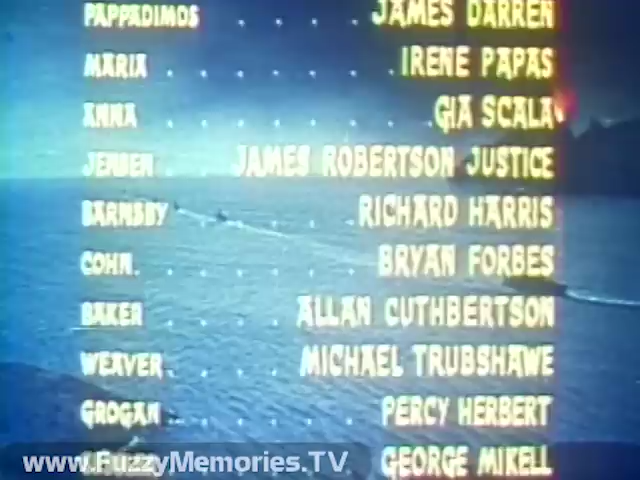 PAPPADIMOS . . . . . JAMES DARREN
MARIA . . . . . . IRENE PAPAS
ANNA . . . . . . . GIA SCALA
JENSEN . . JAMES ROBERTSON JUSTICE
BARNSBY . . . . RICHARD HARRIS
COHN . . . . . . BRYAN FORBES
BAKER . . . . ALLAN CUTHBERTSON
WEAVER . . . . MICHAEL TRUBSHAWE
GROGAN . . . . . PERCY HERBERT
GEORGE MIKELL
www.FuzzyMemories.TV